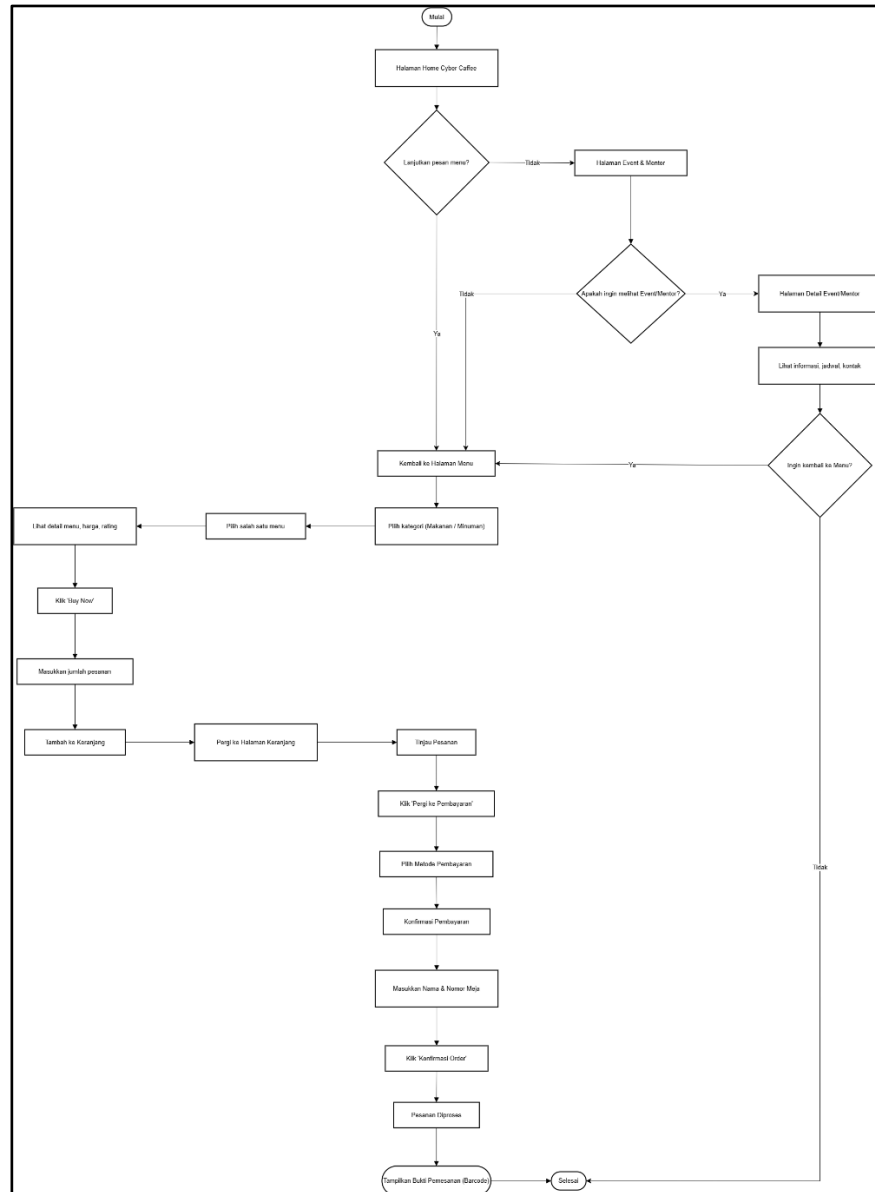 Mulai
Halaman Home Cyber Caffee
Lanjutkan pesan menu?
Tidak
Halaman Event & Mentor
Apakah ingin melihat Event/Mentor?
Tidak
Ya
Halaman Detail Event/Mentor
Ya
Lihat informasi, jadwal, kontak
Kembali ke Halaman Menu
Ya
Ingin kembali ke Menu?
Lihat detail menu, harga, rating
Pilih salah satu menu
Pilih kategori (Makanan / Minuman)
Klik 'Buy Now'
Masukkan jumlah pesanan
Tambah ke Keranjang
Pergi ke Halaman Keranjang
Tinjau Pesanan
Klik 'Pergi ke Pembayaran'
Pilih Metode Pembayaran
Tidak
Konfirmasi Pembayaran
Masukkan Nama & Nomor Meja
Klik 'Konfirmasi Order'
Pesanan Diproses
Tampilkan Bukti Pemesanan (Barcode)
Selesai